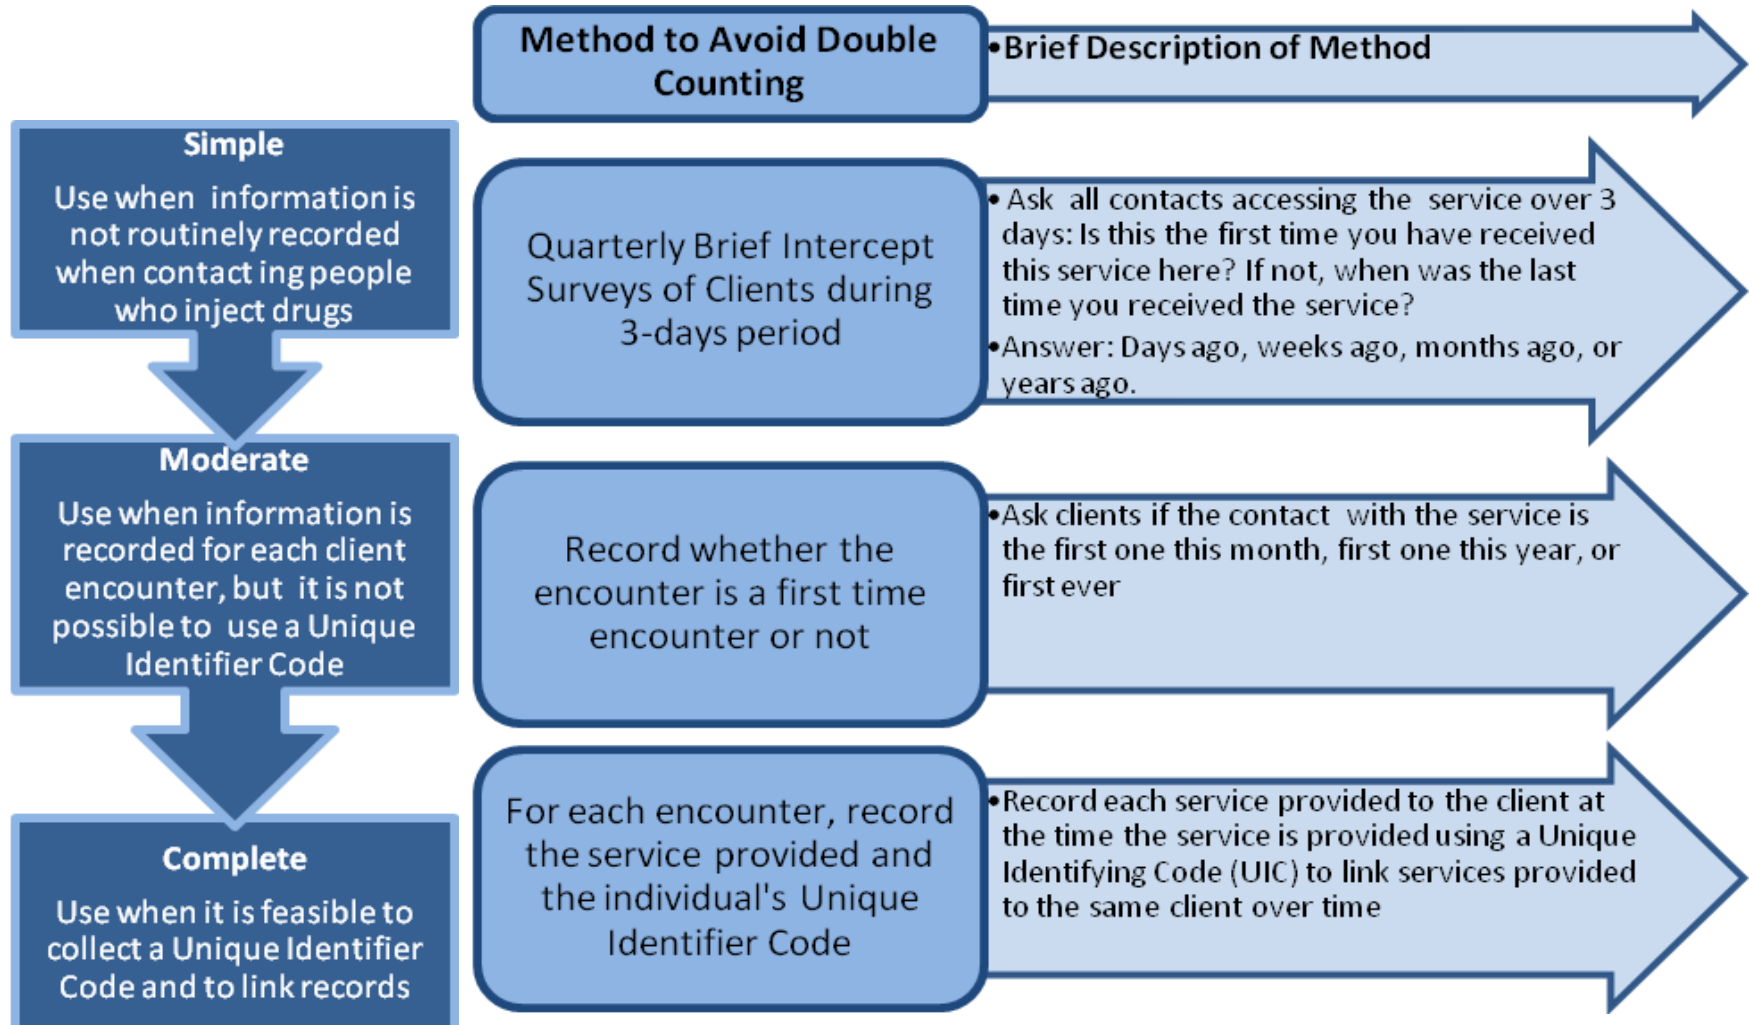 Method to Avoid Double
Counting
•Brief Description of Method
Simple
Use when information is
not routinely recorded
when contact ing people
who inject drugs
Quarterly Brief Intercept
Surveys of Clients during
3-days period
• Ask all contacts accessing the service over 3
days: Is this the first time you have received
this service here? If not, when was the last
time you received the service?
•Answer: Days ago, weeks ago, months ago, or
years ago.
Moderate
Use when information is
recorded for each client
encounter, but it is not
possible to use a Unique
Identifier Code
Record whether the
encounter is a first time
encounter or not
•Ask clients if the contact with the service is
the first one this month, first one this year, or
first ever
Complete
Use when it is feasible to
collect a Unique Identifier
Code and to link records
For each encounter, record
the service provided and
the individual's Unique
Identifier Code
•Record each service provided to the client at
the time the service is provided using a Unique
Identifying Code (UIC) to link services provided
to the same client over time